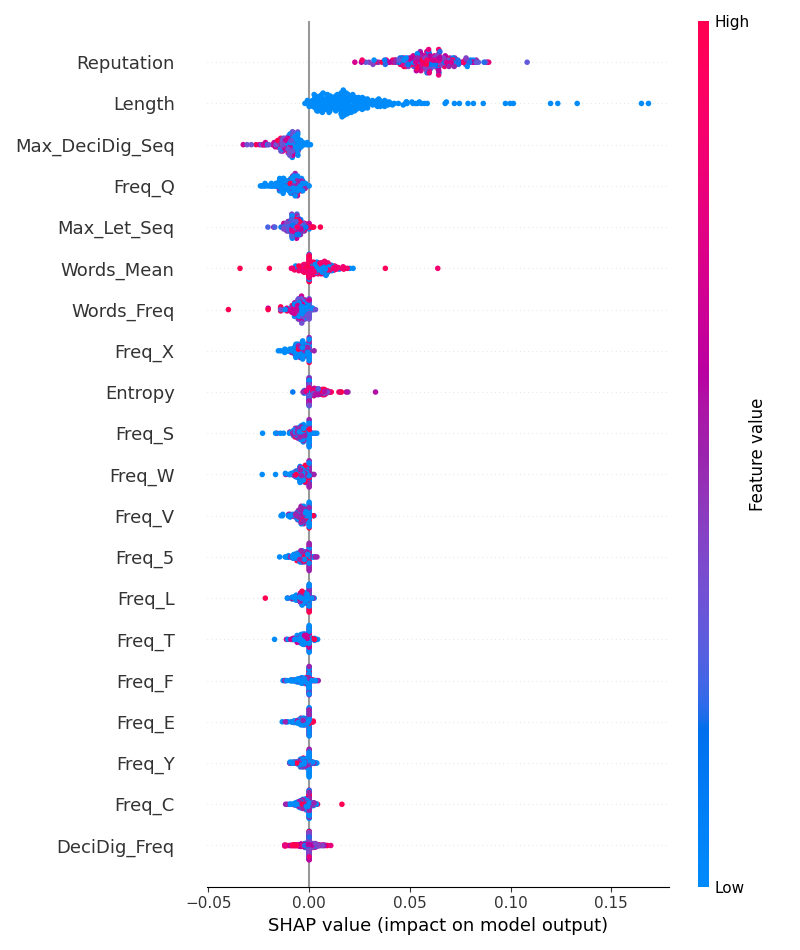 High
Reputation
Length
Max_DeciDig_Seq
Freq_Q
Max_Let_Seq
Words_Mean
Words_Freq
Freq_X
Entropy
Freq_S
Freq_W
Freq_V
Freq_5
Freq_L
Freq_T
Freq_F
Freq_E
Freq_Y
Freq_C
DeciDig_Freq
Feature value
Low
−0.05 0.00 0.05 0.10 0.15
SHAP value (impact on model output)